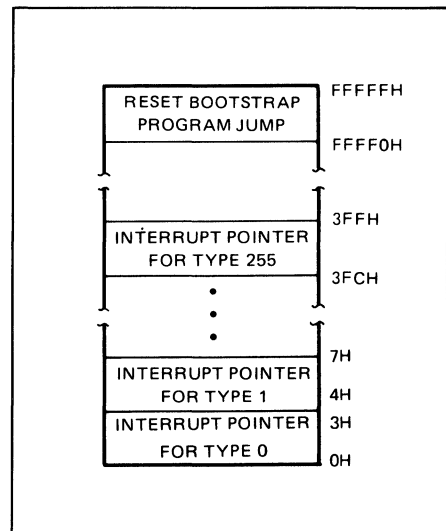 RESET BOOTSTRAP
PROGRAM JUMP
FFFFFH
FFFF0H
INTERRUPT POINTER
FOR TYPE 255
3FFH
3FCH
INTERRUPT POINTER
FOR TYPE 1
7H
4H
INTERRUPT POINTER
FOR TYPE 0
3H
0H